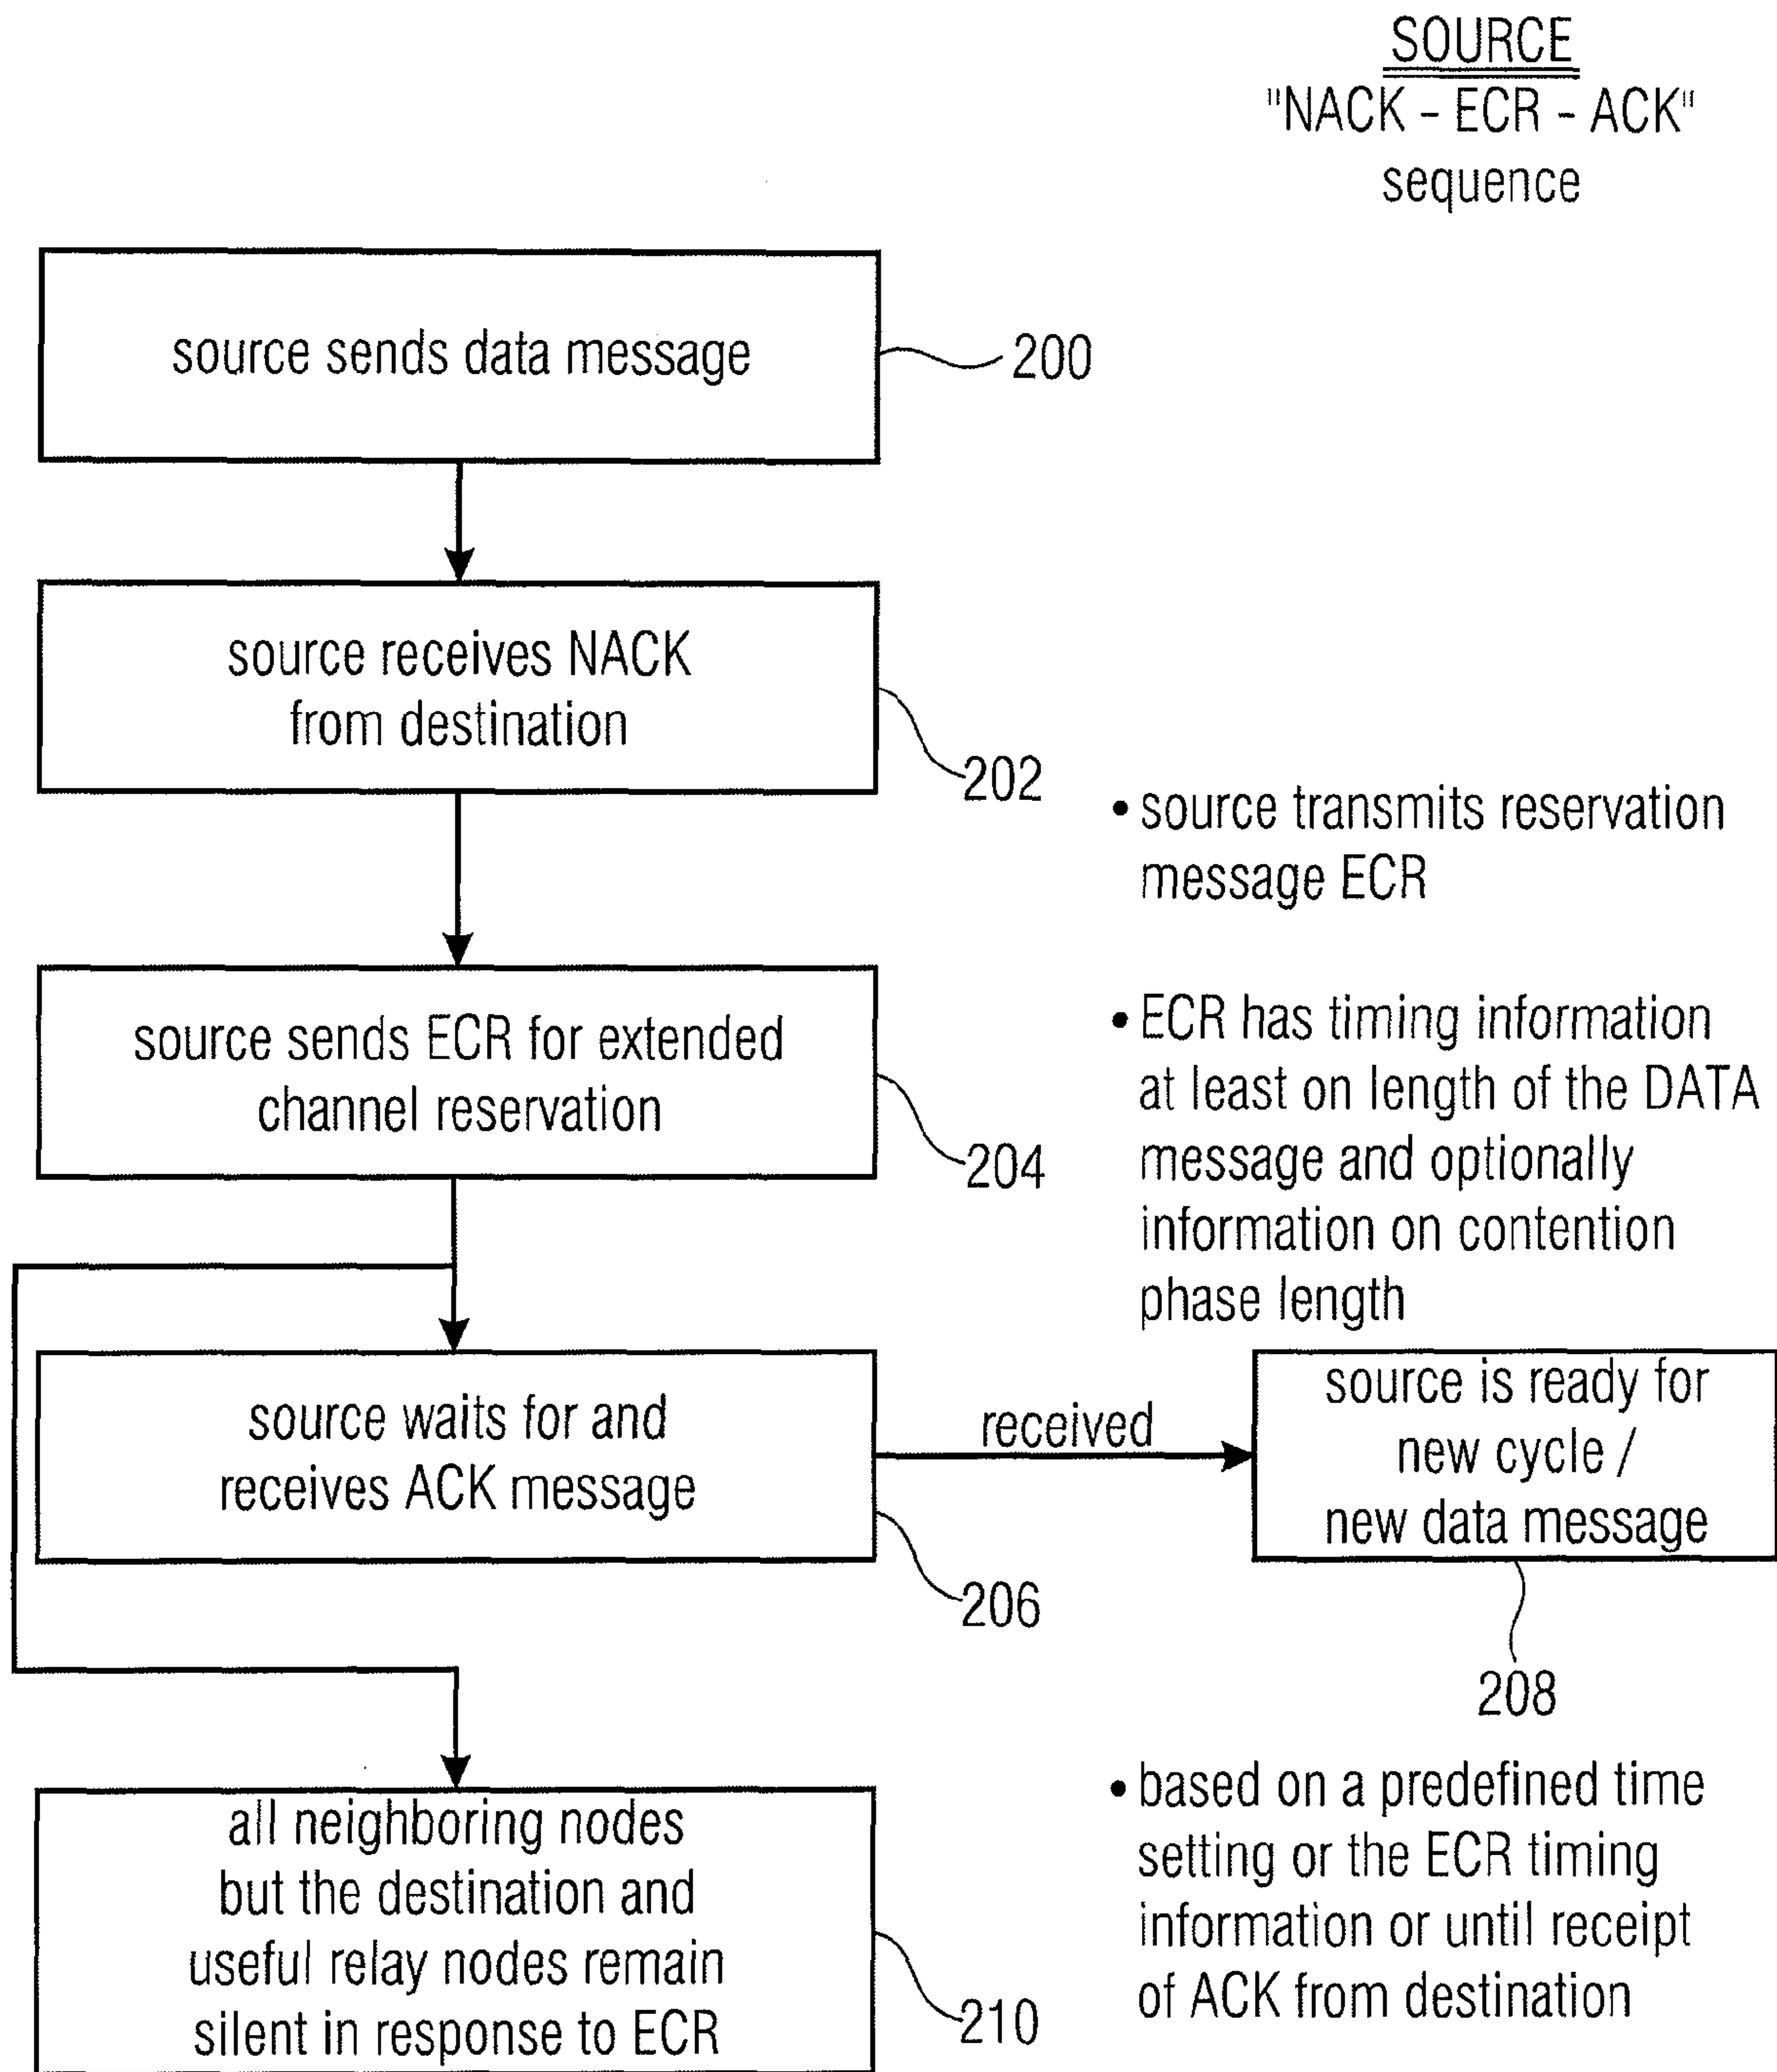 SOURCE
"NACK - ECR - ACK"
sequence
source sends data message
200
source receives NACK
from destination
202
• source transmits reservation
message ECR
source sends ECR for extended
channel reservation
204
• ECR has timing information
at least on length of the DATA
message and optionally
information on contention
phase length
source waits for and
receives ACK message
206
received
source is ready for
new cycle /
new data message
208
all neighboring nodes
but the destination and
useful relay nodes remain
silent in response to ECR
210
• based on a predefined time
setting or the ECR timing
information or until receipt
of ACK from destination